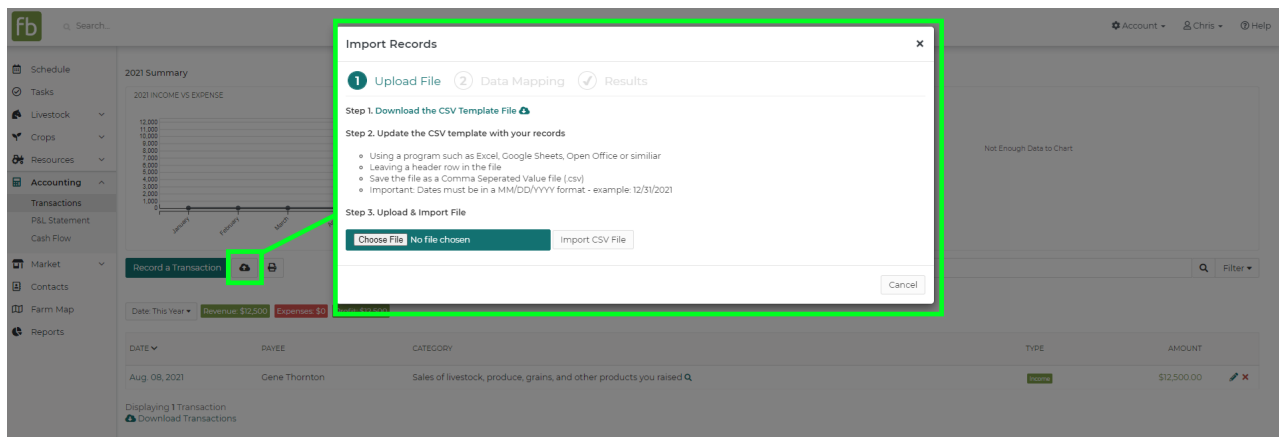 fb
Search...
Account
Chris
Help
Schedule
Tasks
Livestock
Crops
Resources
Accounting
Transactions
P&L Statement
Cash Flow
Market
Contacts
Farm Map
Reports
2021 Summary
2021 INCOME VS EXPENSE
12,000
11,000
10,000
9,000
8,000
7,000
6,000
5,000
4,000
3,000
2,000
1,000
0
January
February
March
Not Enough Data to Chart
Import Records
×
1 Upload File 2 Data Mapping Results
Step 1. Download the CSV Template File
Step 2. Update the CSV template with your records
Using a program such as Excel, Google Sheets, Open Office or similiar
Leaving a header row in the file
Save the file as a Comma Seperated Value file (.csv)
Important: Dates must be in a MM/DD/YYYY format - example: 12/31/2021
Step 3. Upload & Import File
Choose File No file chosen Import CSV File
Cancel
Record a Transaction
Filter
Date: This Year Revenue: $12,500 Expenses: $0
DATE PAYEE CATEGORY TYPE AMOUNT
Aug. 08, 2021 Gene Thornton Sales of livestock, produce, grains, and other products you raised Income $12,500.00
Displaying 1 Transaction
Download Transactions